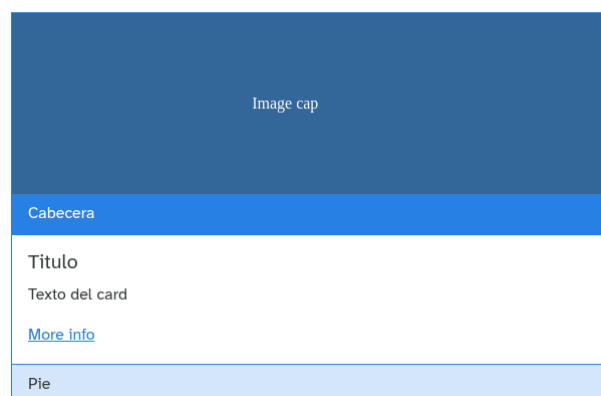 Image cap
Cabecera
Titulo
Texto del card
More info
Pie